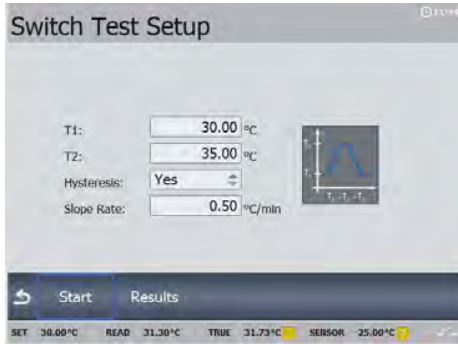 Switch Test Setup
T1: 30.00 °C
T2: 35.00 °C
Hysteresis: Yes
Slope Rate: 0.50 °C/min
Start Results
SET 30.00°C READ 31.30°C TRUE 31.73°C SENSOR 25.00°C